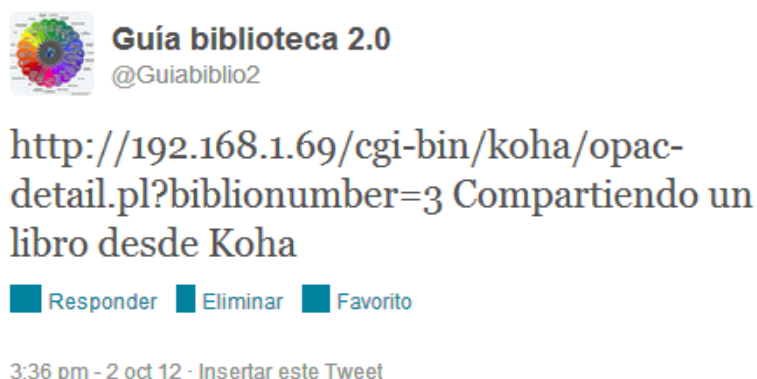 Guía biblioteca 2.0
@Guiabiblio2
http://192.168.1.69/cgi-bin/koha/opac-
detail.pl?biblionumber=3 Compartiendo un
libro desde Koha
Responder Eliminar Favorito
3:36 pm - 2 oct 12 · Insertar este Tweet